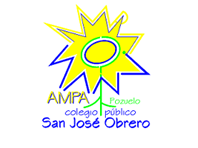 AMPA Pozuelo
colegio público
San José Obrero